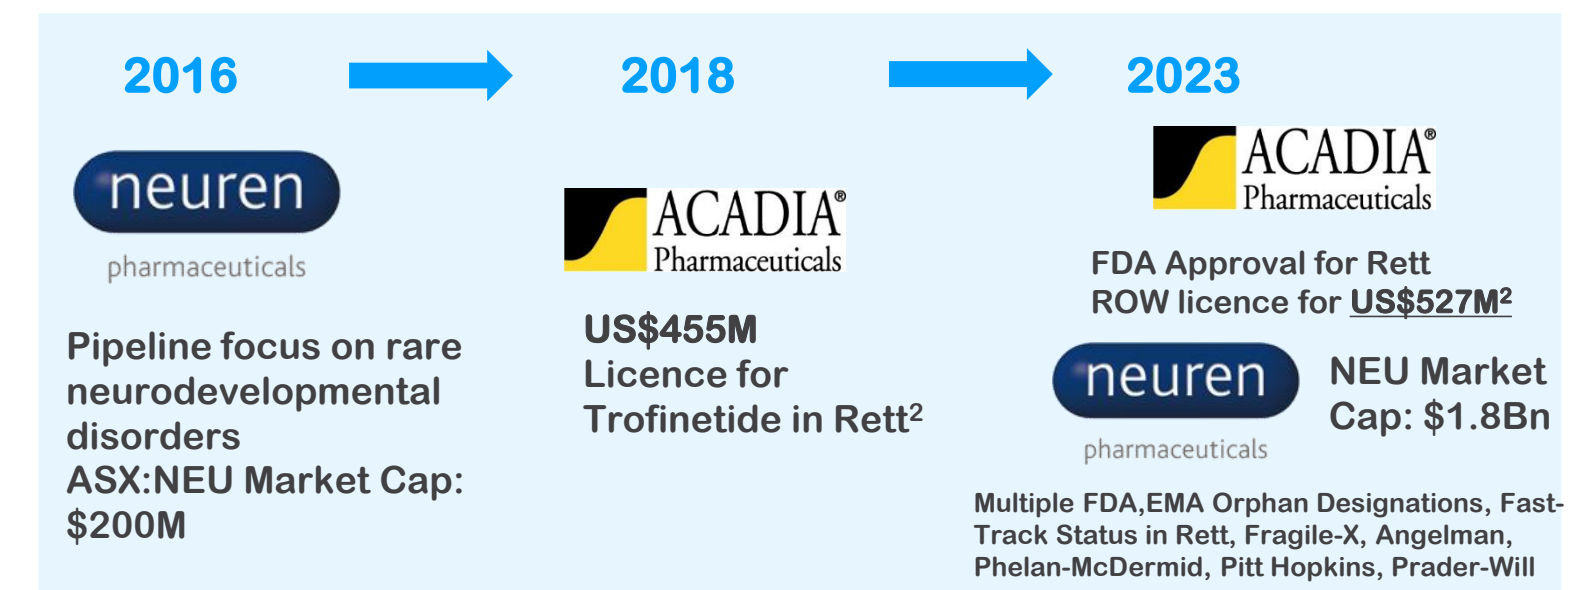 2016
2018
2023
neuren
pharmaceuticals
Pipeline focus on rare
neurodevelopmental
disorders
ASX:NEU Market Cap:
$200M
ACADIA®
Pharmaceuticals
US$455M
Licence for
Trofinetide in Rett²
ACADIA®
Pharmaceuticals
FDA Approval for Rett
ROW licence for US$527M²
neuren
pharmaceuticals
NEU Market
Cap: $1.8Bn
Multiple FDA,EMA Orphan Designations, Fast-
Track Status in Rett, Fragile-X, Angelman,
Phelan-McDermid, Pitt Hopkins, Prader-Will